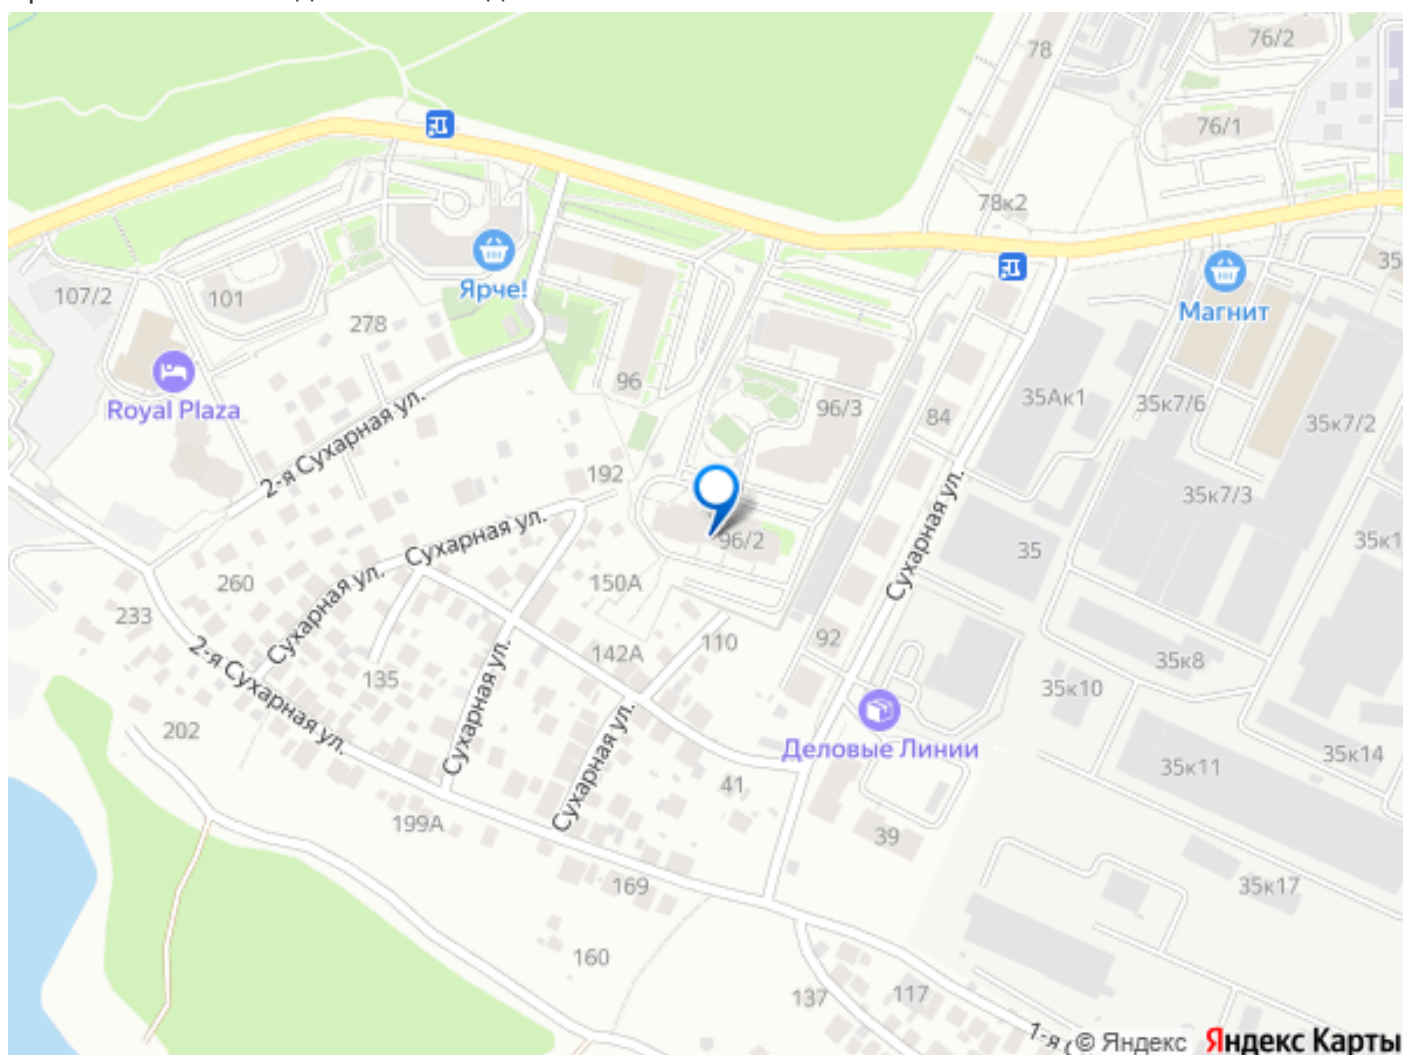 78
76/2
76/1
78к2
35
107/2
101
Ярче!
278
Магнит
Royal Plaza
96
96/3
84
35Ак1
35к7/6
35к7/2
2-я Сухарная ул.
192
35к7/3
Сухарная ул.
Сухарная ул.
96/2
35
35к1
260
150А
Сухарная ул.
233
142А
110
92
35к8
2-я Сухарная ул.
135
Сухарная ул.
35к10
202
Сухарная ул.
Деловые Линии
35к14
35к11
41
199А
39
169
35к17
160
137
117
1-я
© Яндекс Яндекс Карты